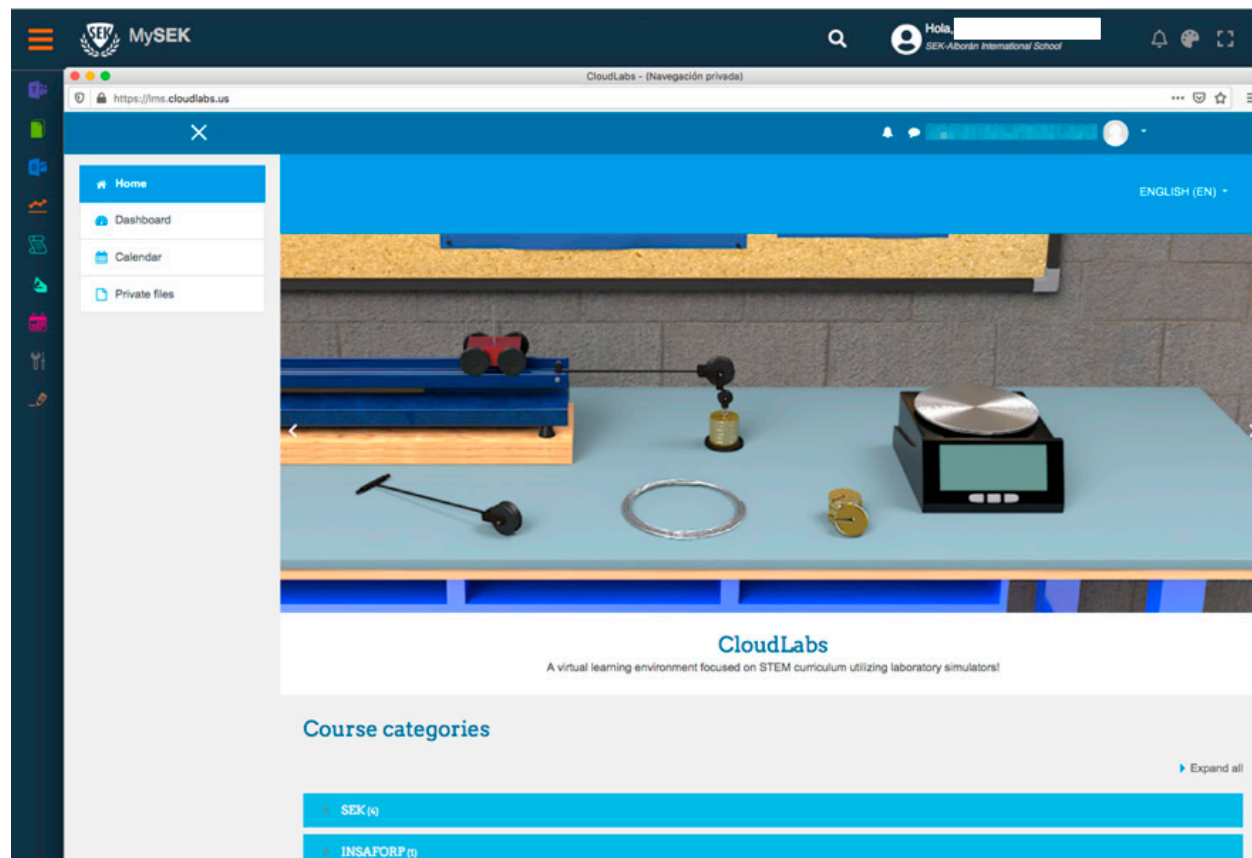 SEK
MySEK
Hola,
SEK-Alborán International School
CloudLabs - (Navegación privada)
https://lms.cloudlabs.us
Home
Dashboard
Calendar
Private files
ENGLISH (EN)
CloudLabs
A virtual learning environment focused on STEM curriculum utilizing laboratory simulators!
Course categories
Expand all
SEK (4)
INSAFORP (1)